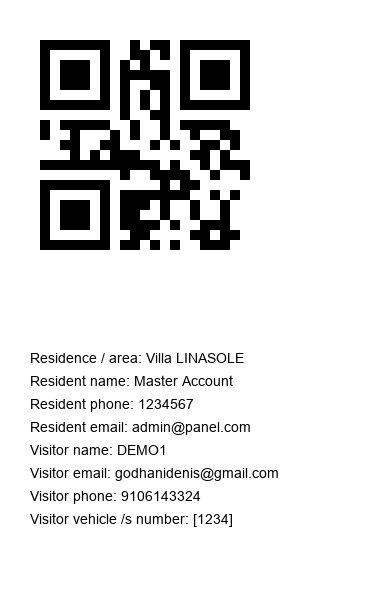 Residence / area: Villa LINASOLE
Resident name: Master Account
Resident phone: 1234567
Resident email: admin@panel.com
Visitor name: DEMO1
Visitor email: godhanidenis@gmail.com
Visitor phone: 9106143324
Visitor vehicle /s number: [1234]